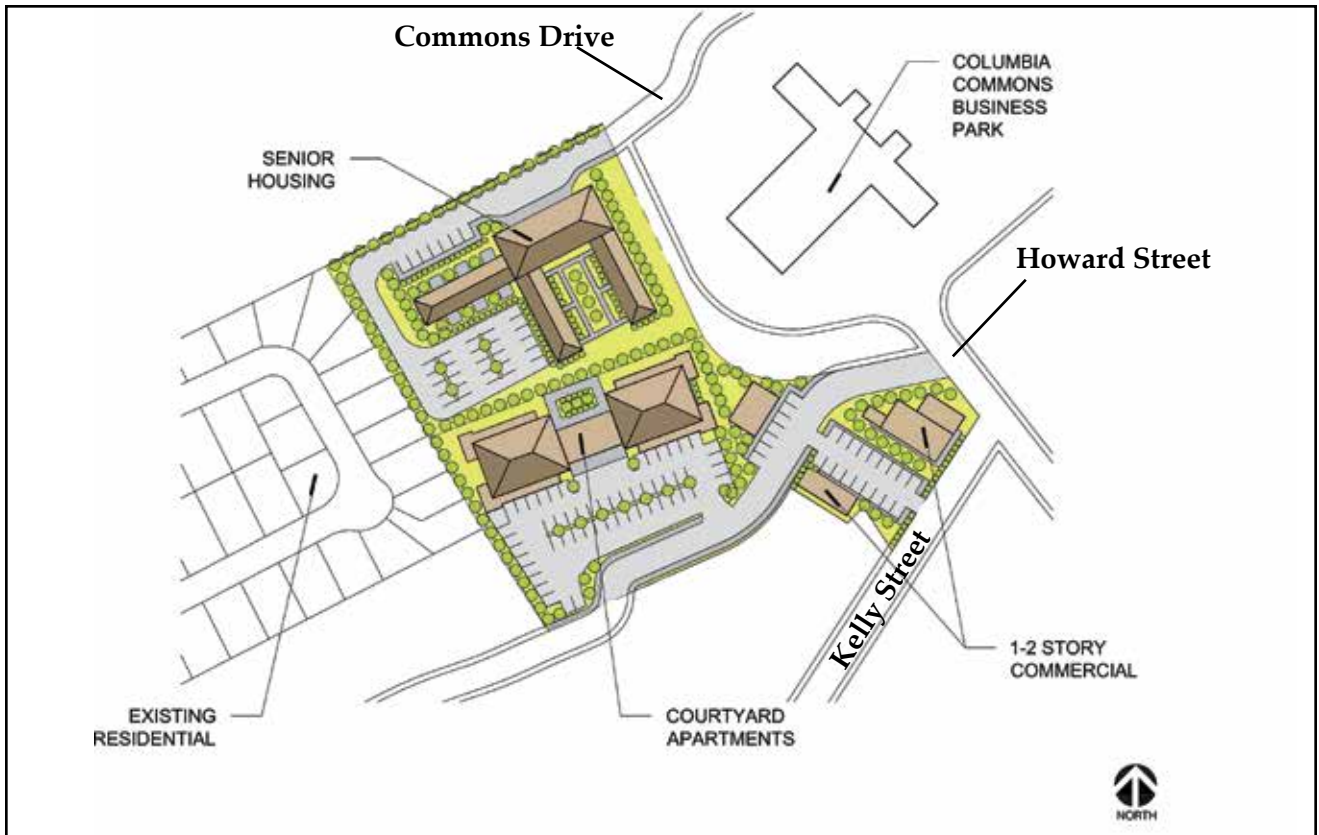 Commons Drive
COLUMBIA
COMMONS
BUSINESS
PARK
SENIOR
HOUSING
Howard Street
Kelly Street
1-2 STORY
COMMERCIAL
EXISTING
RESIDENTIAL
COURTYARD
APARTMENTS
NORTH